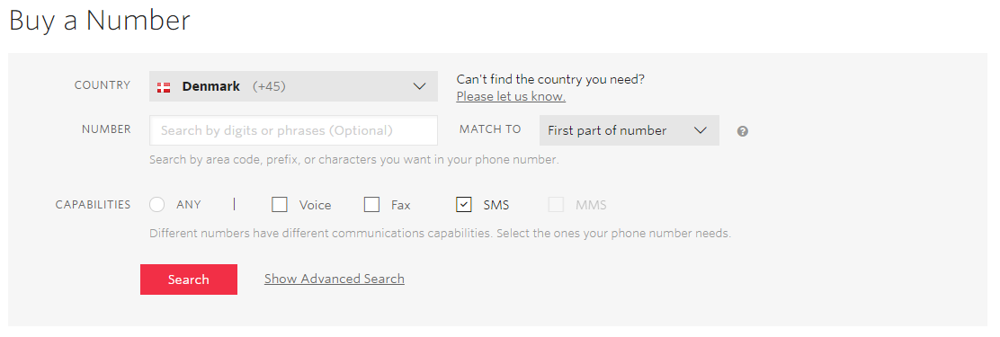 Buy a Number
COUNTRY Denmark (+45) Can't find the country you need?
Please let us know.
NUMBER Search by digits or phrases (Optional) MATCH TO First part of number ?
Search by area code, prefix, or characters you want in your phone number.
CAPABILITIES ANY | Voice Fax SMS MMS
Different numbers have different communications capabilities. Select the ones your phone number needs.
Search Show Advanced Search